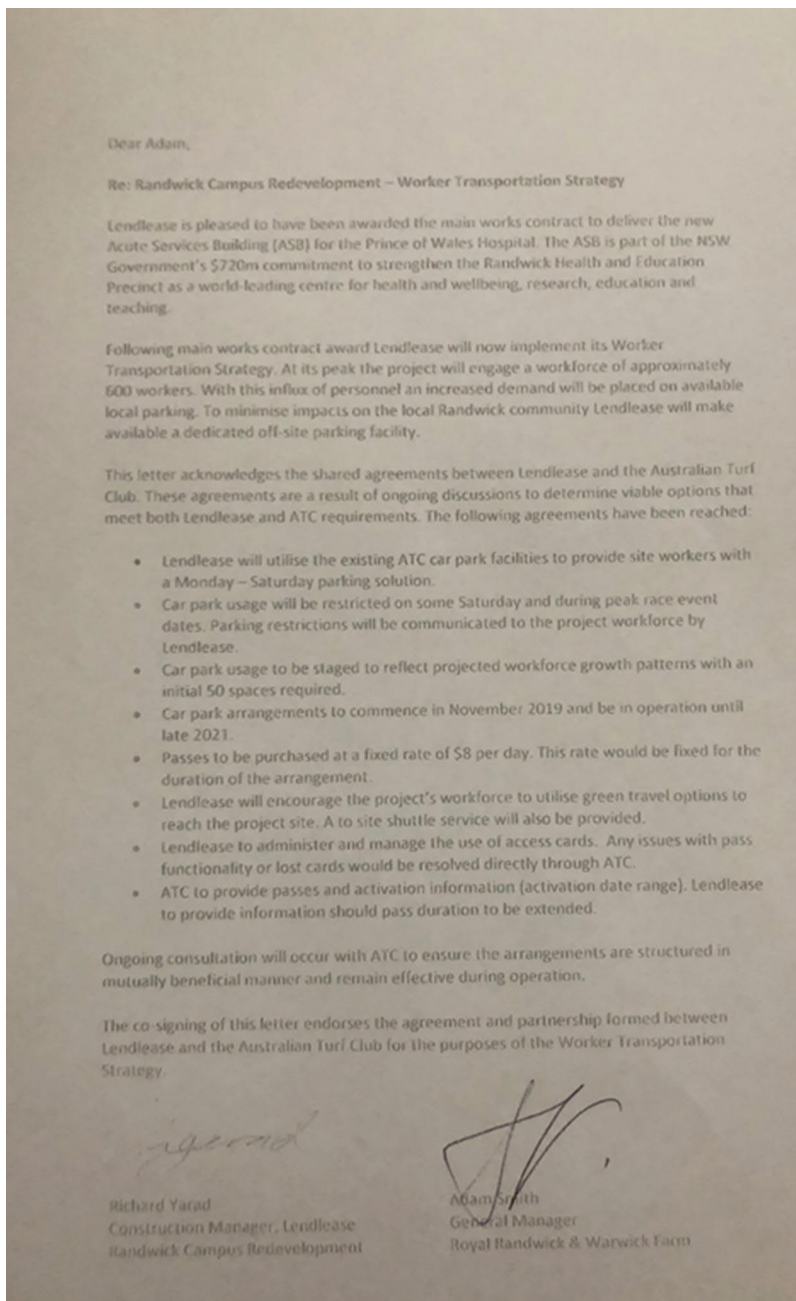 Dear Adam,
Re: Randwick Campus Redevelopment – Worker Transportation Strategy
Lendlease is pleased to have been awarded the main works contract to deliver the new
Acute Services Building (ASB) for the Prince of Wales Hospital. The ASB is part of the NSW
Government's $720m commitment to strengthen the Randwick Health and Education
Precinct as a world-leading centre for health and wellbeing, research, education and
teaching.
Following main works contract award Lendlease will now implement its Worker
Transportation Strategy. At its peak the project will engage a workforce of approximately
600 workers. With this influx of personnel an increased demand will be placed on available
local parking. To minimise impacts on the local Randwick community Lendlease will make
available a dedicated off-site parking facility.
This letter acknowledges the shared agreements between Lendlease and the Australian Turf
Club. These agreements are a result of ongoing discussions to determine viable options that
meet both Lendlease and ATC requirements. The following agreements have been reached:
• Lendlease will utilise the existing ATC car park facilities to provide site workers with
a Monday – Saturday parking solution.
• Car park usage will be restricted on some Saturday and during peak race event
dates. Parking restrictions will be communicated to the project workforce by
Lendlease.
• Car park usage to be staged to reflect projected workforce growth patterns with an
initial 50 spaces required.
• Car park arrangements to commence in November 2019 and be in operation until
late 2021.
• Passes to be purchased at a fixed rate of $8 per day. This rate would be fixed for the
duration of the arrangement.
• Lendlease will encourage the project's workforce to utilise green travel options to
reach the project site. A to site shuttle service will also be provided.
• Lendlease to administer and manage the use of access cards. Any issues with pass
functionality or lost cards would be resolved directly through ATC.
• ATC to provide passes and activation information (activation date range). Lendlease
to provide information should pass duration to be extended.
Ongoing consultation will occur with ATC to ensure the arrangements are structured in
mutually beneficial manner and remain effective during operation.
The co-signing of this letter endorses the agreement and partnership formed between
Lendlease and the Australian Turf Club for the purposes of the Worker Transportation
Strategy.
Richard Yarad
Construction Manager, Lendlease
Randwick Campus Redevelopment
Adam Smith
General Manager
Royal Randwick & Warwick Farm